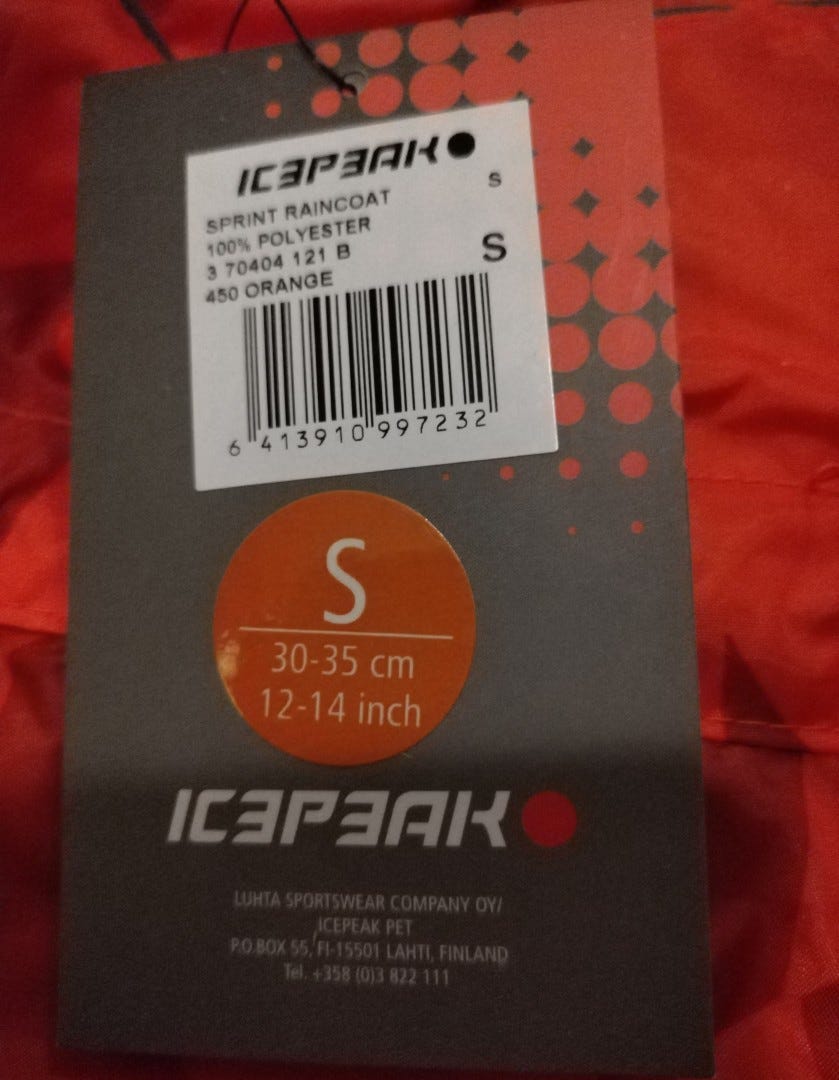 ICEPEAK
S
SPRINT RAINCOAT
100% POLYESTER
3 70404 121 B
S
450 ORANGE
6 413910 997232
S
30-35 cm
12-14 inch
ICEPEAK
LUHTA SPORTSWEAR COMPANY OY/
ICEPEAK PET
P.O.BOX 55, FI-15501 LAHTI, FINLAND
Tel. +358 (0)3 822 111